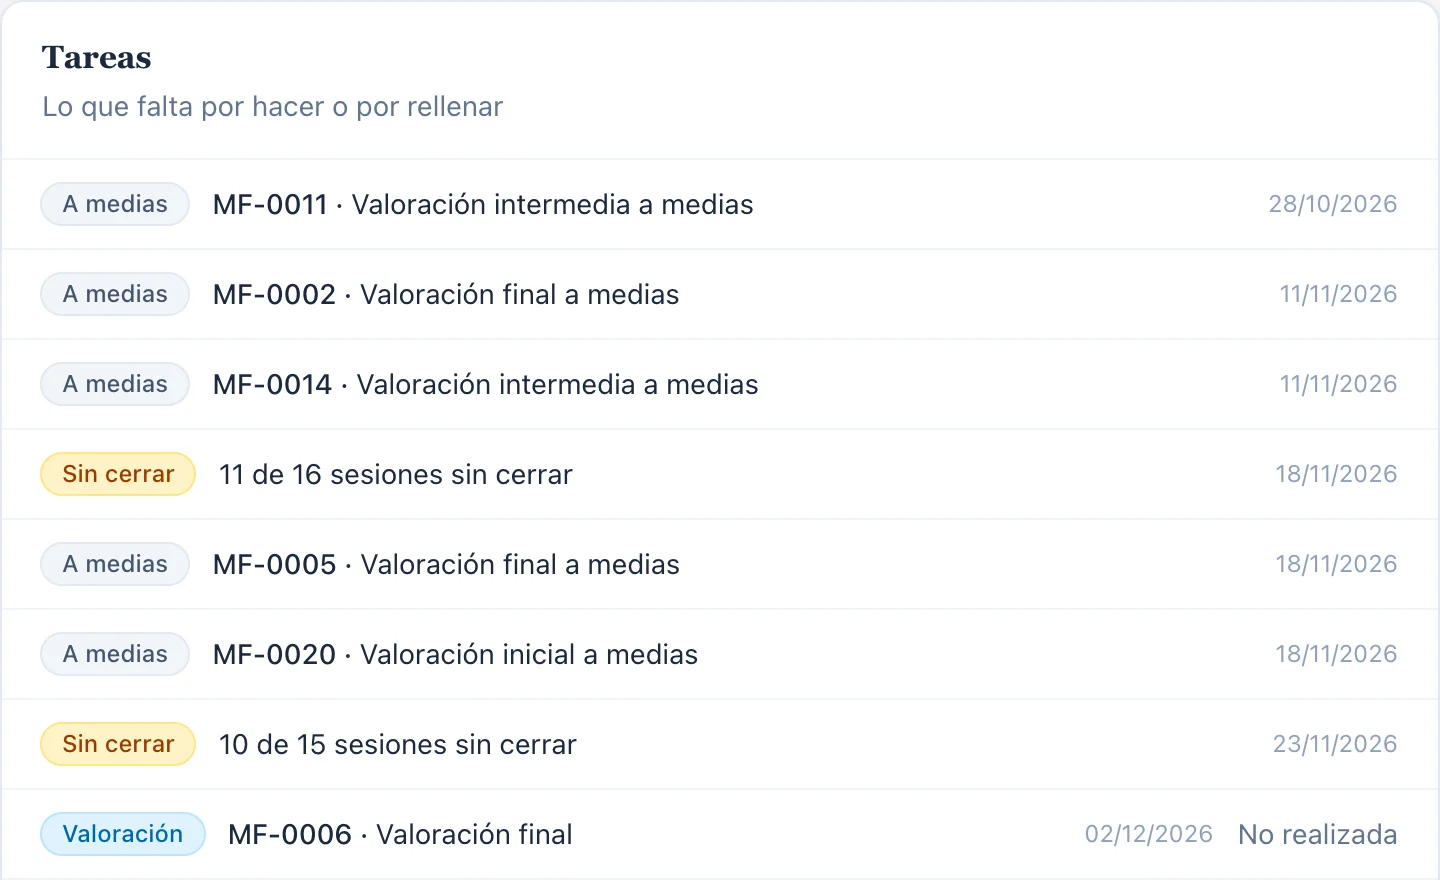 Tareas
Lo que falta por hacer o por rellenar
A medias MF-0011 · Valoración intermedia a medias 28/10/2026
A medias MF-0002 · Valoración final a medias 11/11/2026
A medias MF-0014 · Valoración intermedia a medias 11/11/2026
Sin cerrar 11 de 16 sesiones sin cerrar 18/11/2026
A medias MF-0005 · Valoración final a medias 18/11/2026
A medias MF-0020 · Valoración inicial a medias 18/11/2026
Sin cerrar 10 de 15 sesiones sin cerrar 23/11/2026
Valoración MF-0006 · Valoración final 02/12/2026 No realizada